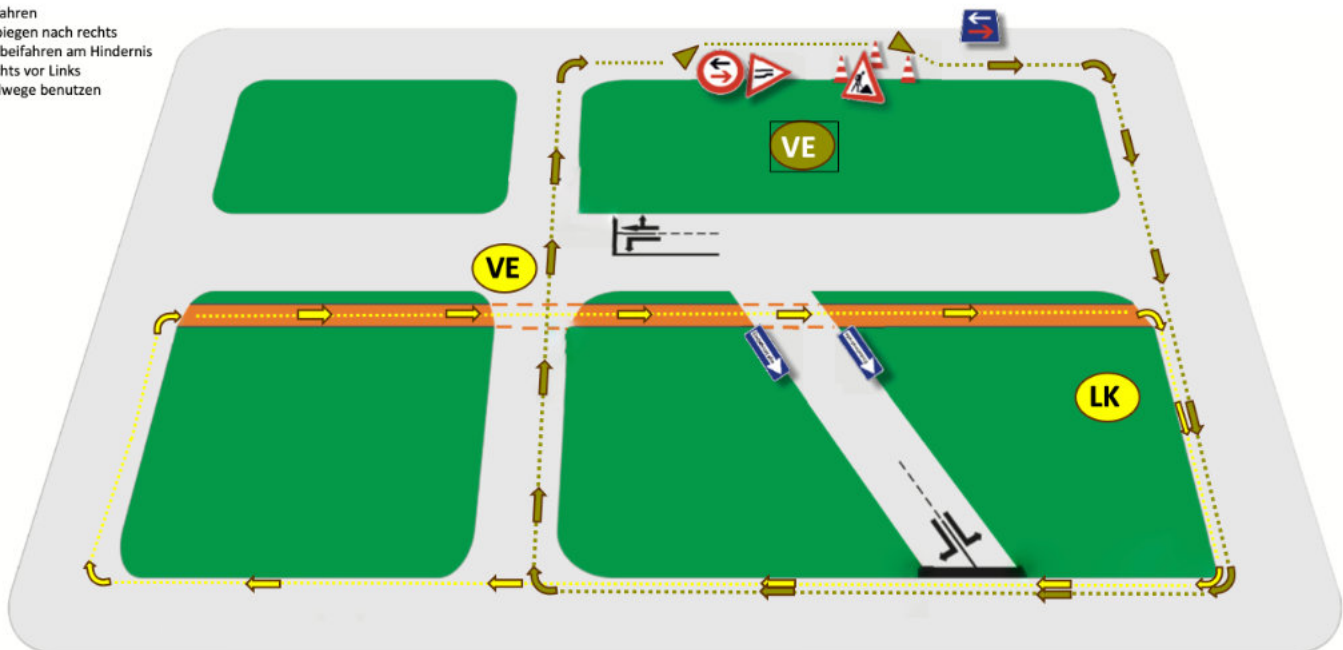 ahren
biegen nach rechts
beifahren am Hindernis
hts vor Links
lwege benutzen
VE
VE
LK